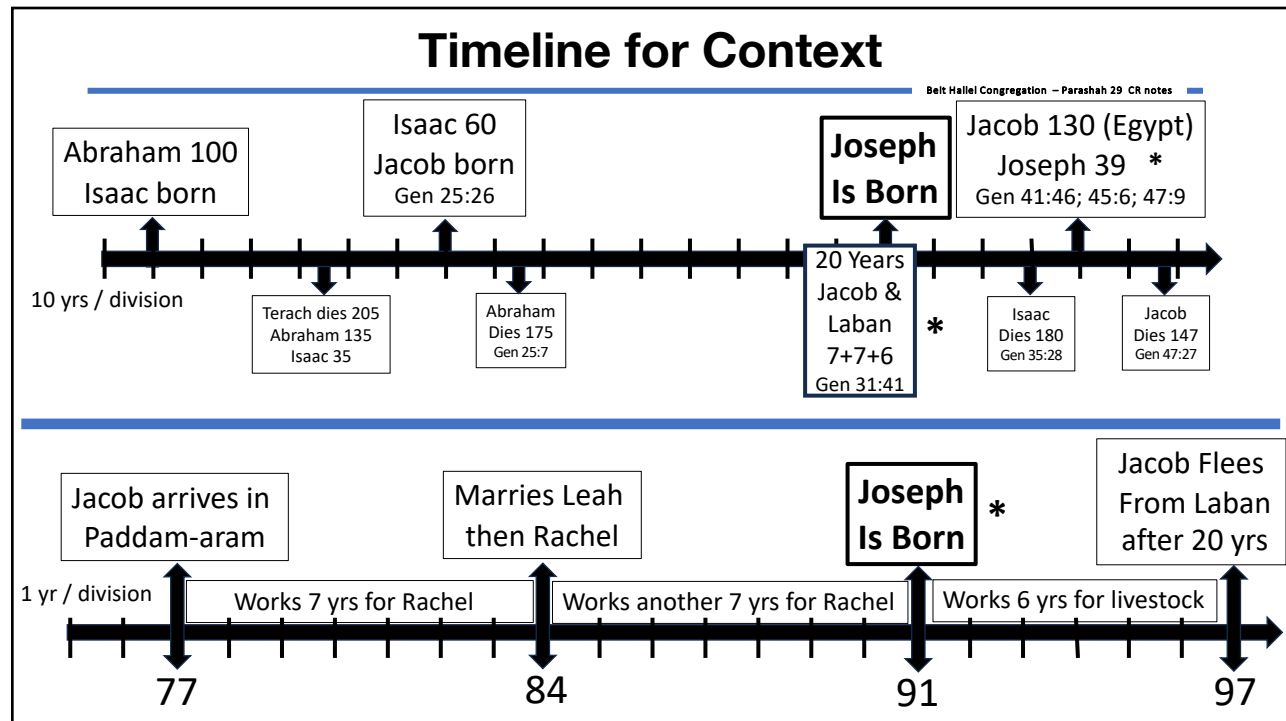 Timeline for Context
Beit Hallel Congregation – Parashah 29 CR notes
Abraham 100
Isaac born
Isaac 60
Jacob born
Gen 25:26
Joseph
Is Born
Jacob 130 (Egypt)
Joseph 39 *
Gen 41:46; 45:6; 47:9
10 yrs / division
Terach dies 205
Abraham 135
Isaac 35
Abraham
Dies 175
Gen 25:7
20 Years
Jacob &
Laban
7+7+6
Gen 31:41
*
Isaac
Dies 180
Gen 35:28
Jacob
Dies 147
Gen 47:27
Jacob arrives in
Paddam-aram
Marries Leah
then Rachel
Joseph
Is Born
*
Jacob Flees
From Laban
after 20 yrs
1 yr / division
Works 7 yrs for Rachel
Works another 7 yrs for Rachel
Works 6 yrs for livestock
77
84
91
97